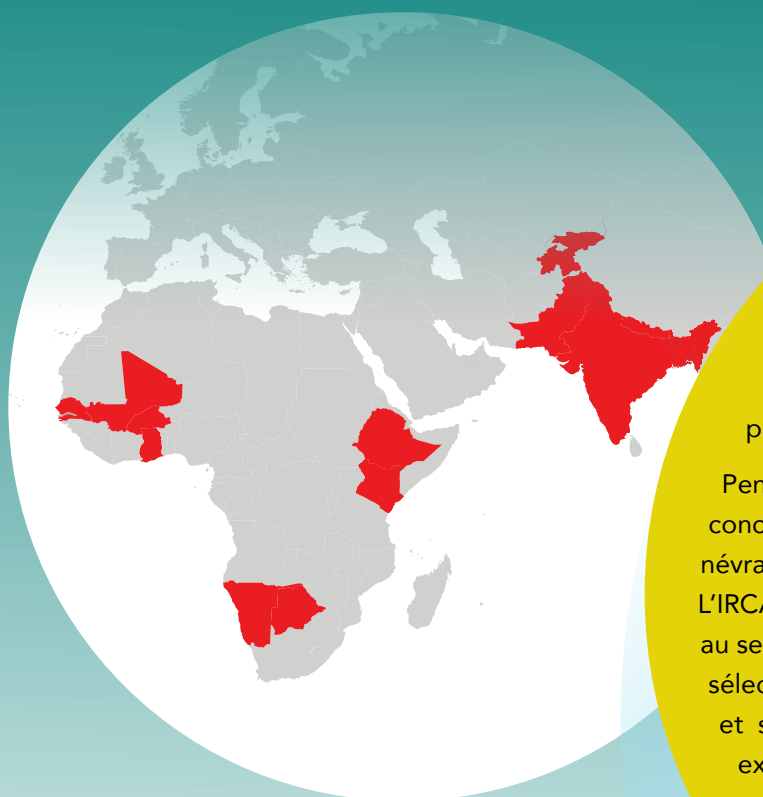 p
Pen
conc
névra
L'IRCA
au se
sélec
et s
ex